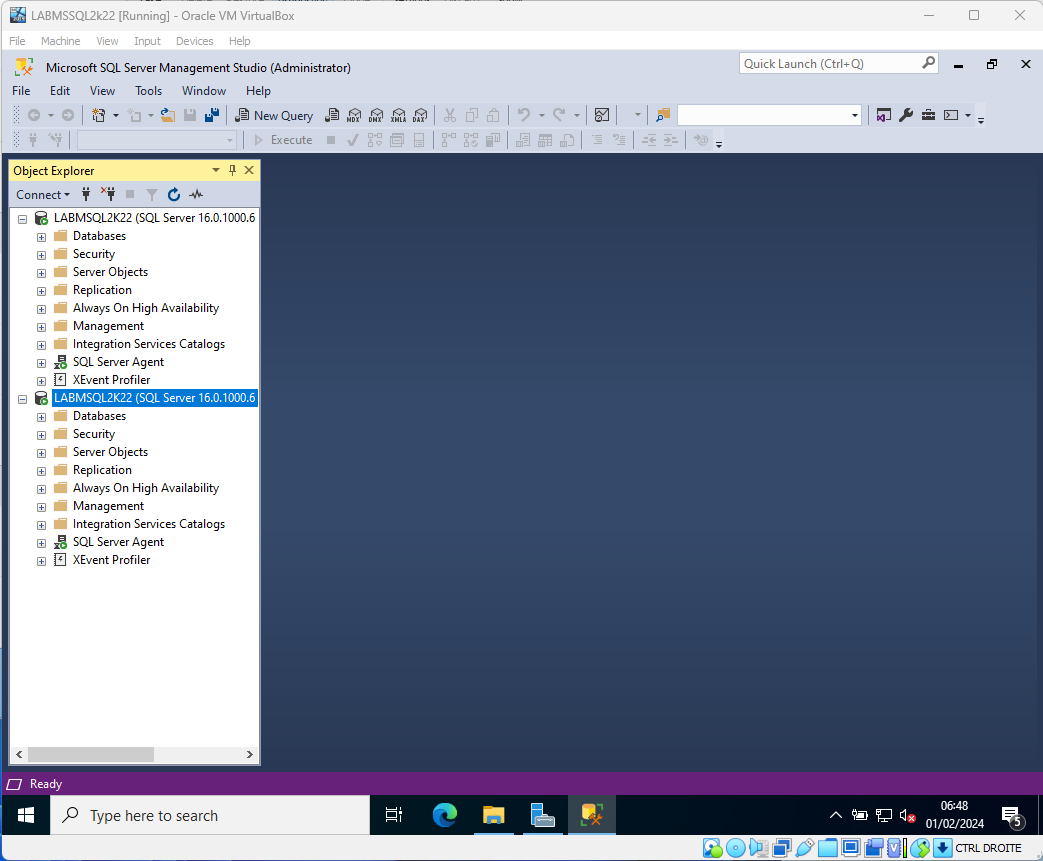 LABMSSQL2k22 [Running] - Oracle VM VirtualBox
File Machine View Input Devices Help
Microsoft SQL Server Management Studio (Administrator)
Quick Launch (Ctrl+Q)
File Edit View Tools Window Help
New Query MDX DMX XMLA DAX
Execute
Object Explorer
Connect
LABMSQL2K22 (SQL Server 16.0.1000.6
Databases
Security
Server Objects
Replication
Always On High Availability
Management
Integration Services Catalogs
SQL Server Agent
XEvent Profiler
LABMSQL2K22 (SQL Server 16.0.1000.6
Databases
Security
Server Objects
Replication
Always On High Availability
Management
Integration Services Catalogs
SQL Server Agent
XEvent Profiler
Ready
Type here to search
06:48
01/02/2024
5
CTRL DROITE